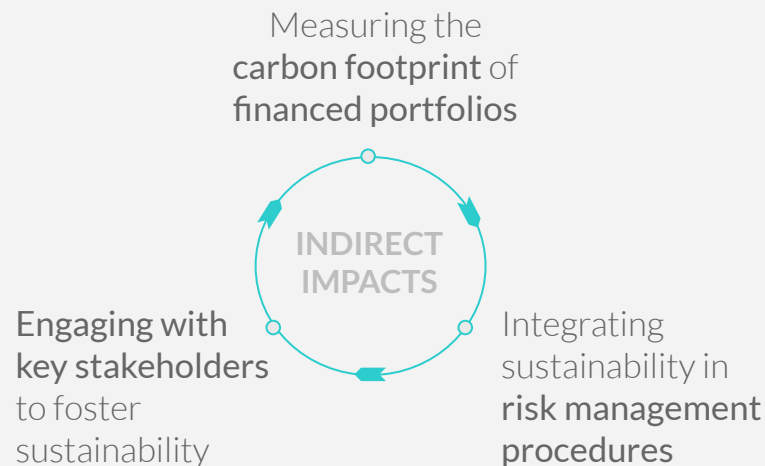 Measuring the
carbon footprint of
financed portfolios
INDIRECT
IMPACTS
Engaging with
key stakeholders
to foster
sustainability
Integrating
sustainability in
risk management
procedures